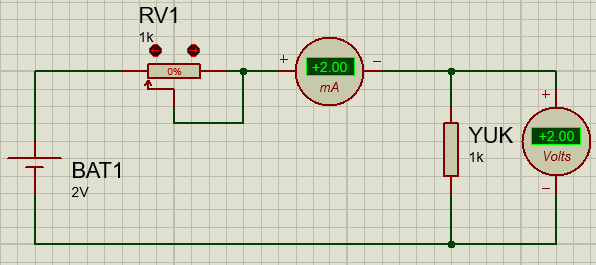 RV1
1k
0%
+
+2.00
mA
−
BAT1
2V
YUK
1k
+
+2.00
Volts
−